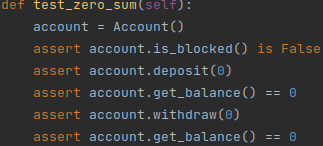 def test_zero_sum(self):
    account = Account()
    assert account.is_blocked() is False
    assert account.deposit(0)
    assert account.get_balance() == 0
    assert account.withdraw(0)
    assert account.get_balance() == 0